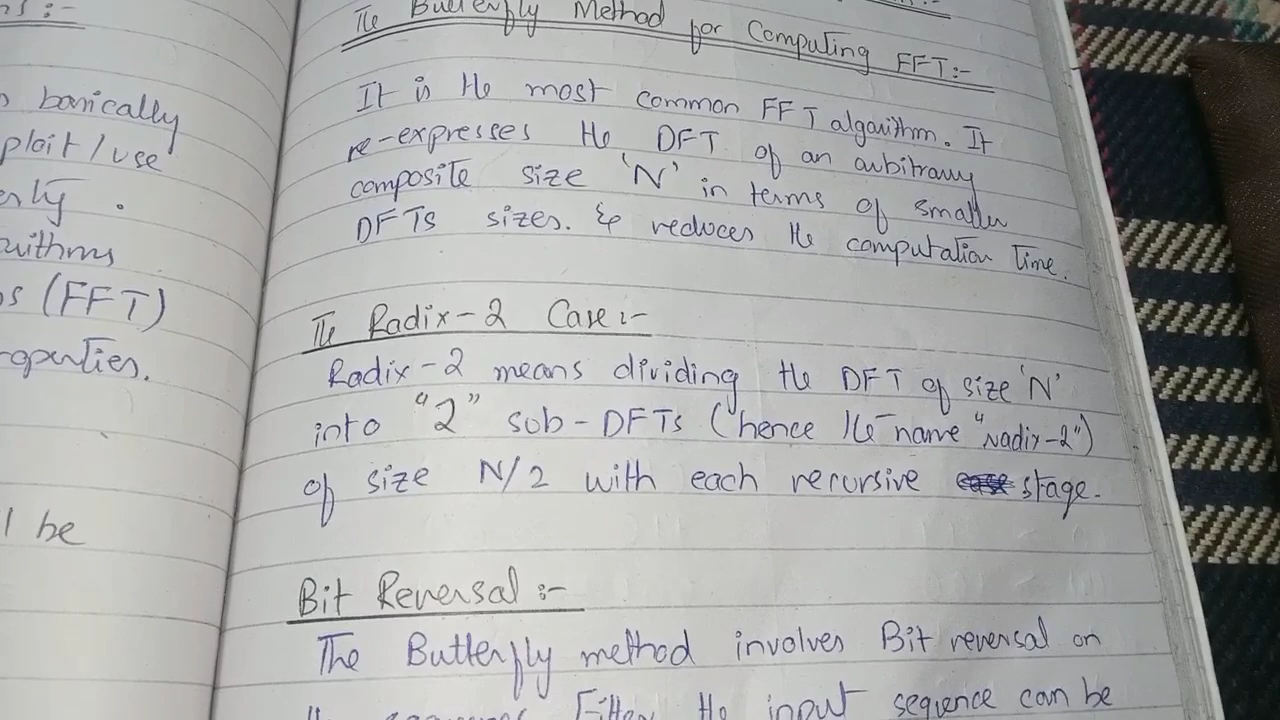 ns :-
basically
ploit / use
erly .
orithms
s (FFT)
roperties.
l be
The Butterfly Method for Computing FFT:-
It is the most common FFT algorithm. It
re-expresses the DFT of an arbitrary
composite size 'N' in terms of smaller
DFTs sizes. & reduces the computation time.
The Radix-2 Case:-
Radix-2 means dividing the DFT of size 'N'
into "2" sub-DFTs (hence the name "radix-2")
of size N/2 with each recursive stage.
Bit Reversal :-
The Butterfly method involves Bit reversal on
the input sequence can be